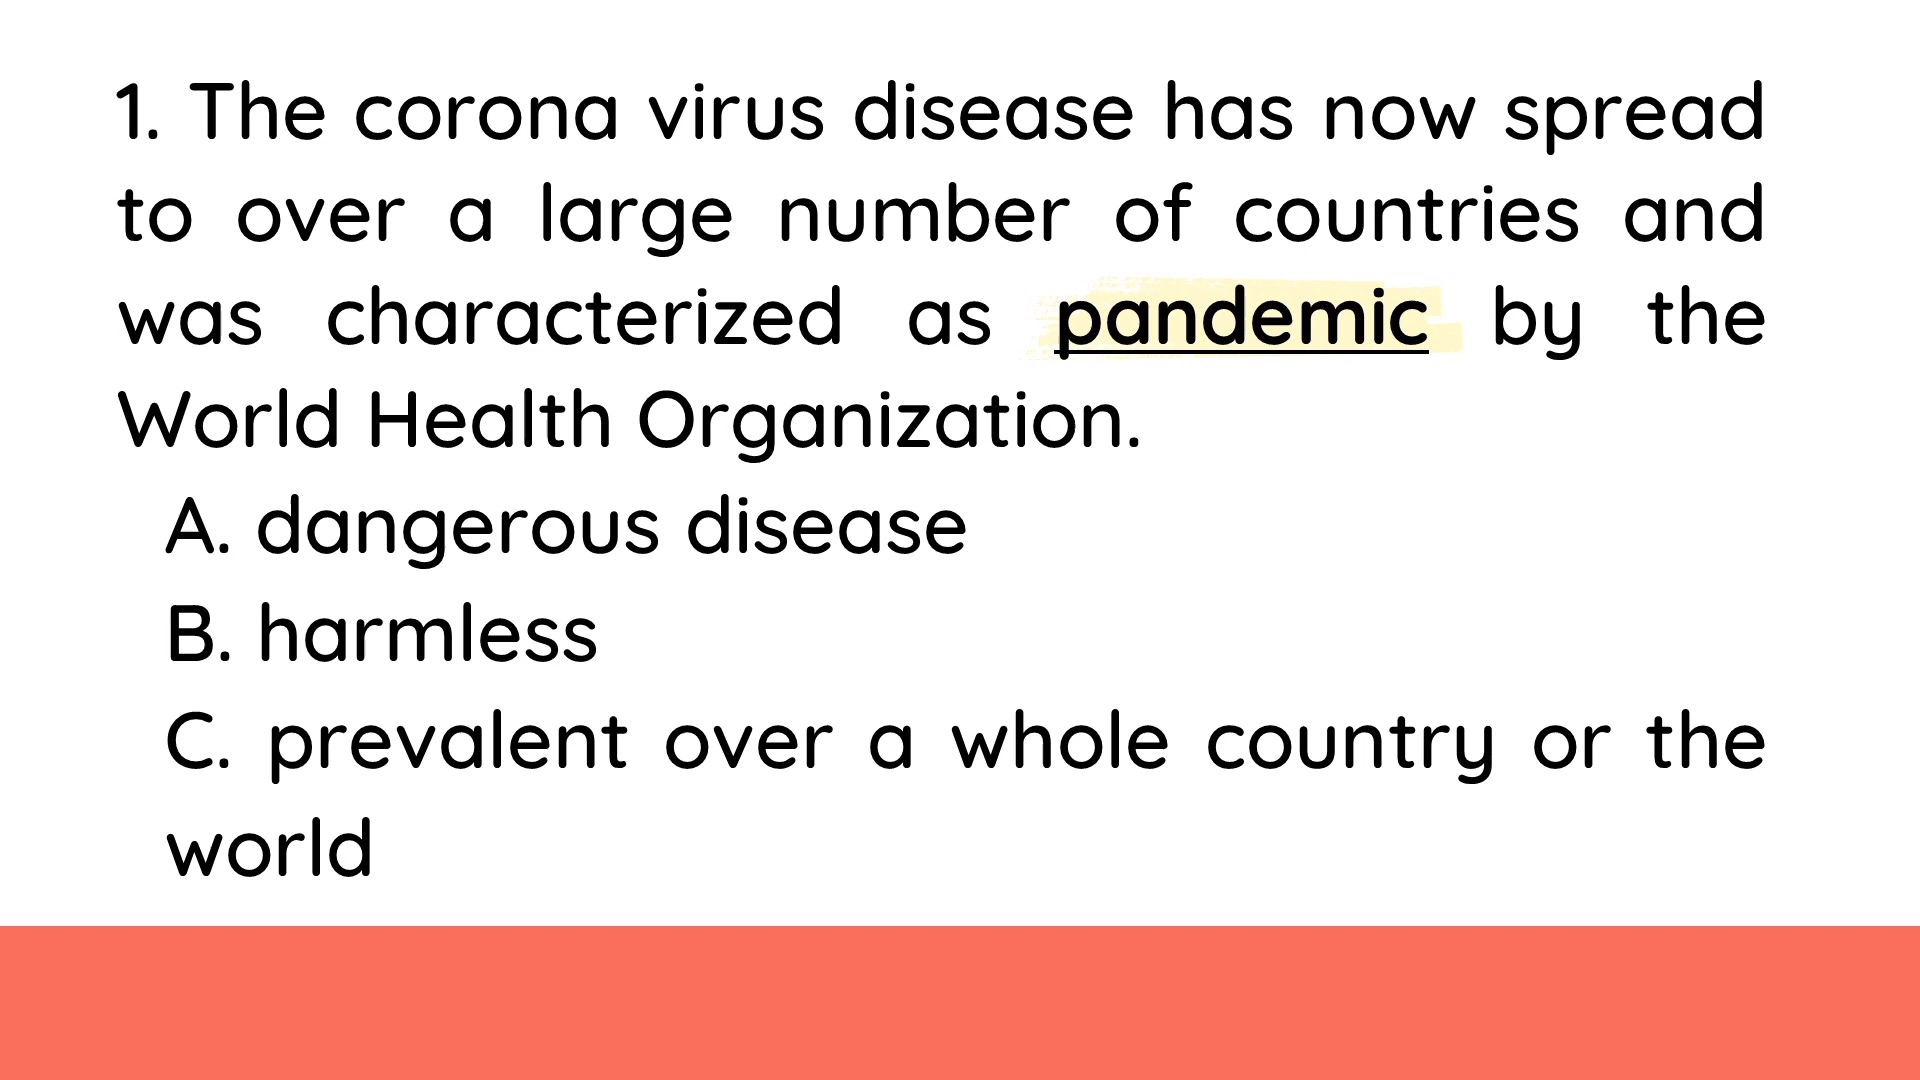 1. The corona virus disease has now spread
to over a large number of countries and
was characterized as pandemic by the
World Health Organization.
A. dangerous disease
B. harmless
C. prevalent over a whole country or the
world